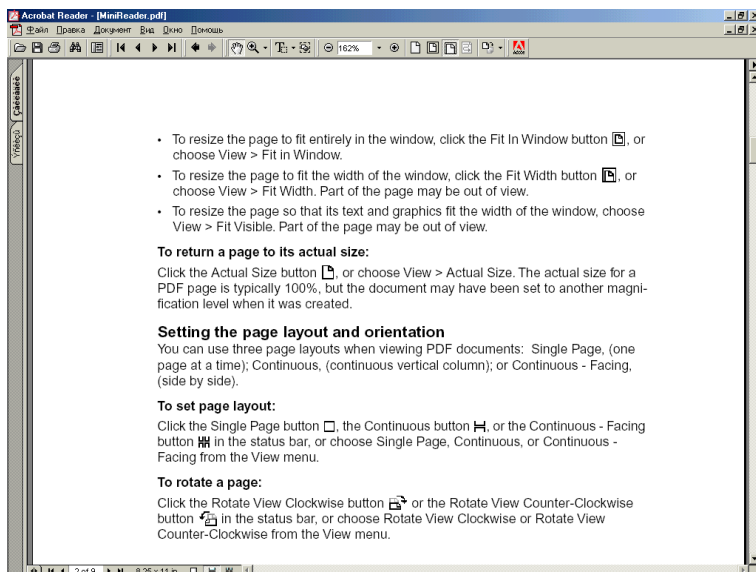 Acrobat Reader - [MiniReader.pdf]
Файл Правка Документ Вид Окно Помощь
162%
• To resize the page to fit entirely in the window, click the Fit In Window button , or
choose View > Fit in Window.
• To resize the page to fit the width of the window, click the Fit Width button , or
choose View > Fit Width. Part of the page may be out of view.
• To resize the page so that its text and graphics fit the width of the window, choose
View > Fit Visible. Part of the page may be out of view.
To return a page to its actual size:
Click the Actual Size button , or choose View > Actual Size. The actual size for a
PDF page is typically 100%, but the document may have been set to another magni-
fication level when it was created.
Setting the page layout and orientation
You can use three page layouts when viewing PDF documents: Single Page, (one
page at a time); Continuous, (continuous vertical column); or Continuous - Facing,
(side by side).
To set page layout:
Click the Single Page button , the Continuous button , or the Continuous - Facing
button in the status bar, or choose Single Page, Continuous, or Continuous -
Facing from the View menu.
To rotate a page:
Click the Rotate View Clockwise button or the Rotate View Counter-Clockwise
button in the status bar, or choose Rotate View Clockwise or Rotate View
Counter-Clockwise from the View menu.
2 of 9 8,25 x 11 in